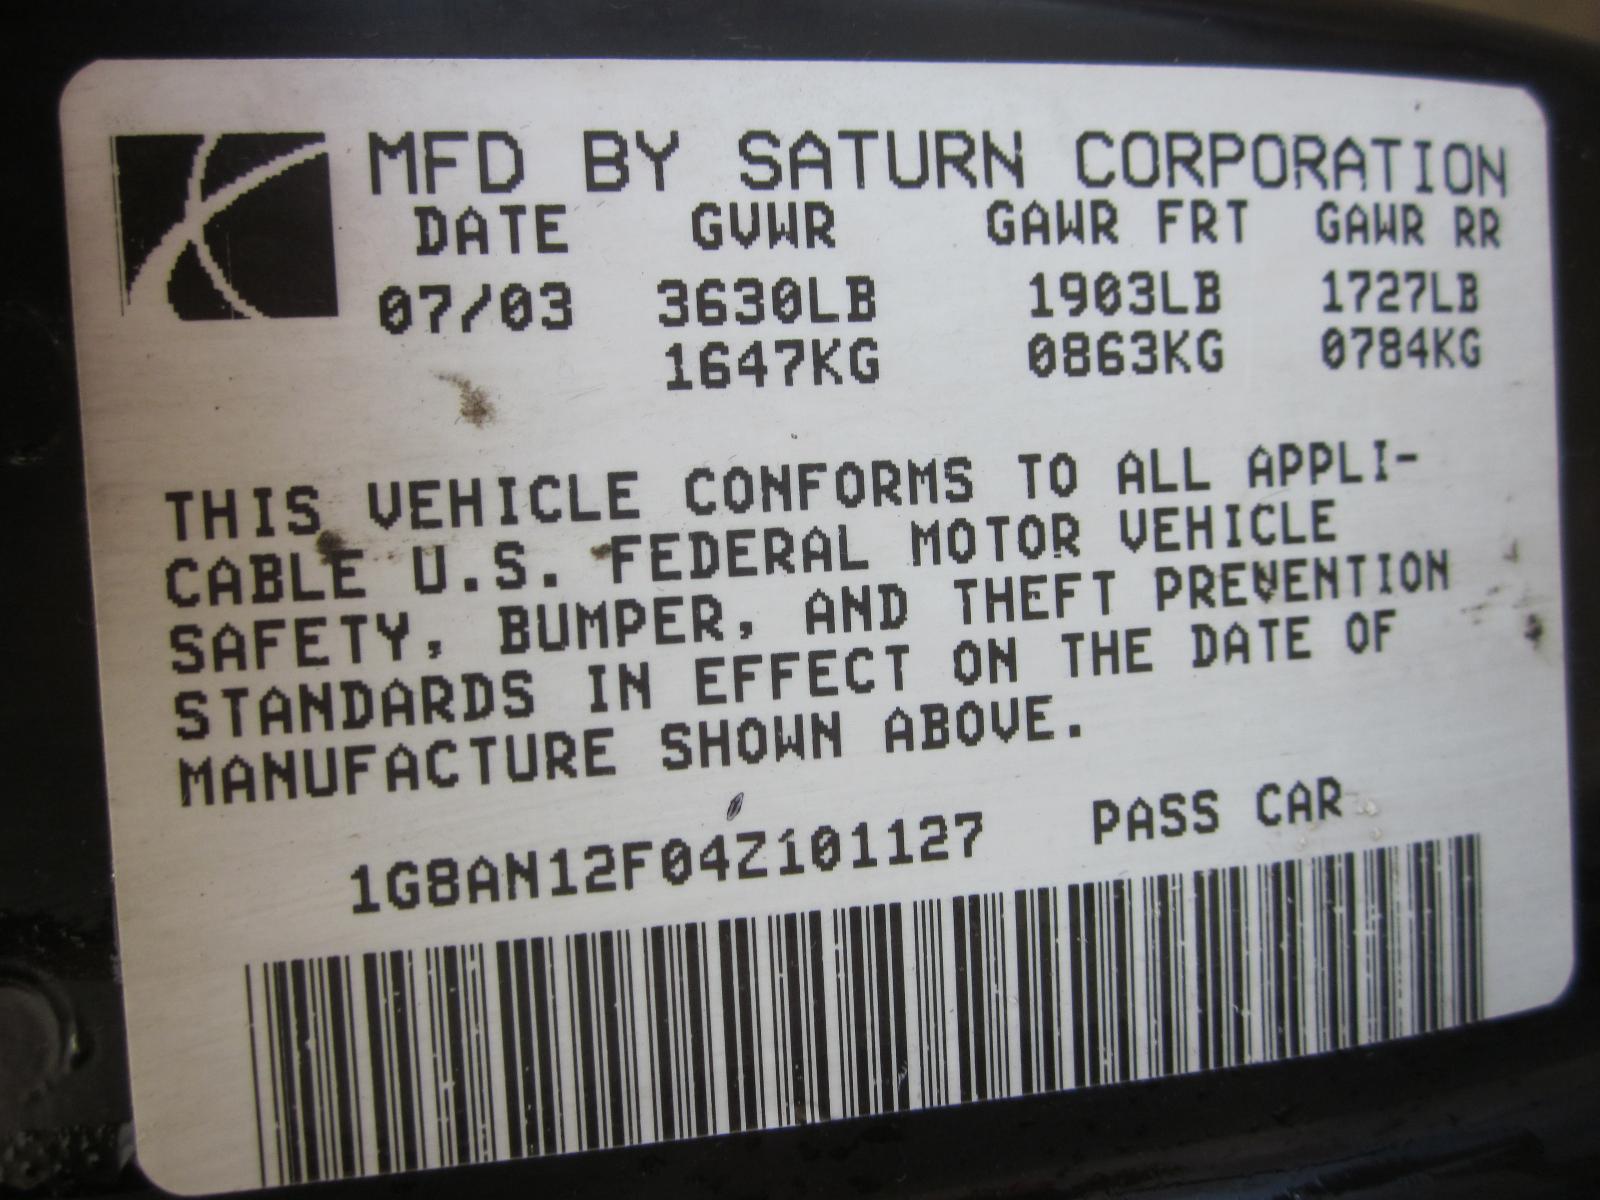 MFD BY SATURN CORPORATION
DATE GVWR GAWR FRT GAWR RR
07/03 3630LB 1903LB 1727LB
1647KG 0863KG 0784KG
THIS VEHICLE CONFORMS TO ALL APPLI-
CABLE U.S. FEDERAL MOTOR VEHICLE
SAFETY, BUMPER, AND THEFT PREVENTION
STANDARDS IN EFFECT ON THE DATE OF
MANUFACTURE SHOWN ABOVE.
1G8AN12F04Z101127 PASS CAR